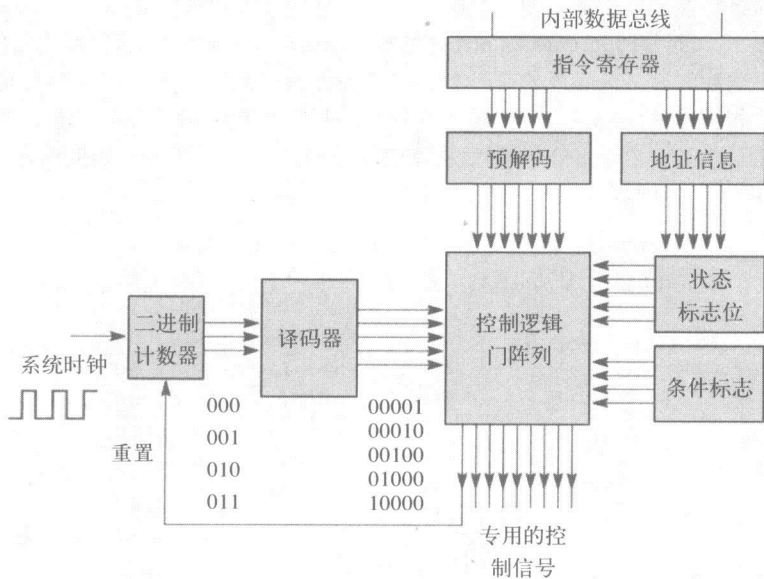 内部数据总线
指令寄存器
预解码
地址信息
二进制
计数器
译码器
控制逻辑
门阵列
状态
标志位
条件标志
系统时钟
重置
000
001
010
011
00001
00010
00100
01000
10000
专用的控
制信号